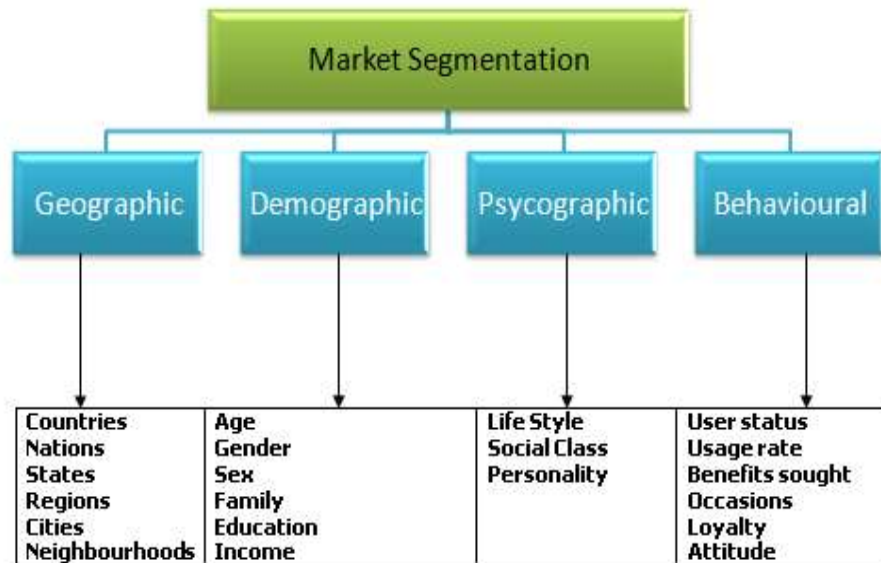 Market Segmentation
Geographic
Demographic
Psycographic
Behavioural
Countries
Nations
States
Regions
Cities
Neighbourhoods
Age
Gender
Sex
Family
Education
Income
Life Style
Social Class
Personality
User status
Usage rate
Benefits sought
Occasions
Loyalty
Attitude